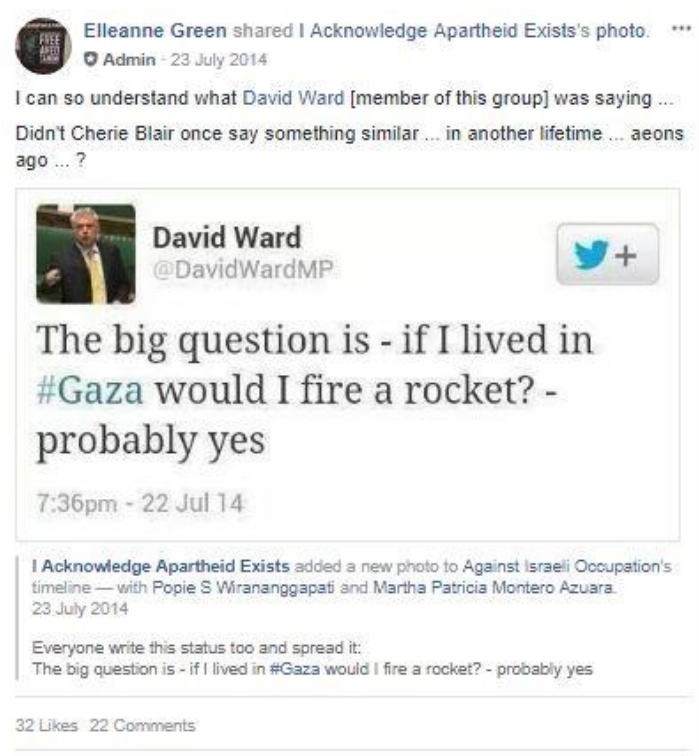 Elleanne Green shared I Acknowledge Apartheid Exists's photo.
Admin · 23 July 2014
I can so understand what David Ward [member of this group] was saying ...
Didn't Cherie Blair once say something similar ... in another lifetime ... aeons
ago ... ?
David Ward
@DavidWardMP
The big question is - if I lived in
#Gaza would I fire a rocket? -
probably yes
7:36pm - 22 Jul 14
I Acknowledge Apartheid Exists added a new photo to Against Israeli Occupation's
timeline — with Popie S Wirananggapati and Martha Patricia Montero Azuara.
23 July 2014
Everyone write this status too and spread it:
The big question is - if I lived in #Gaza would I fire a rocket? - probably yes
32 Likes 22 Comments